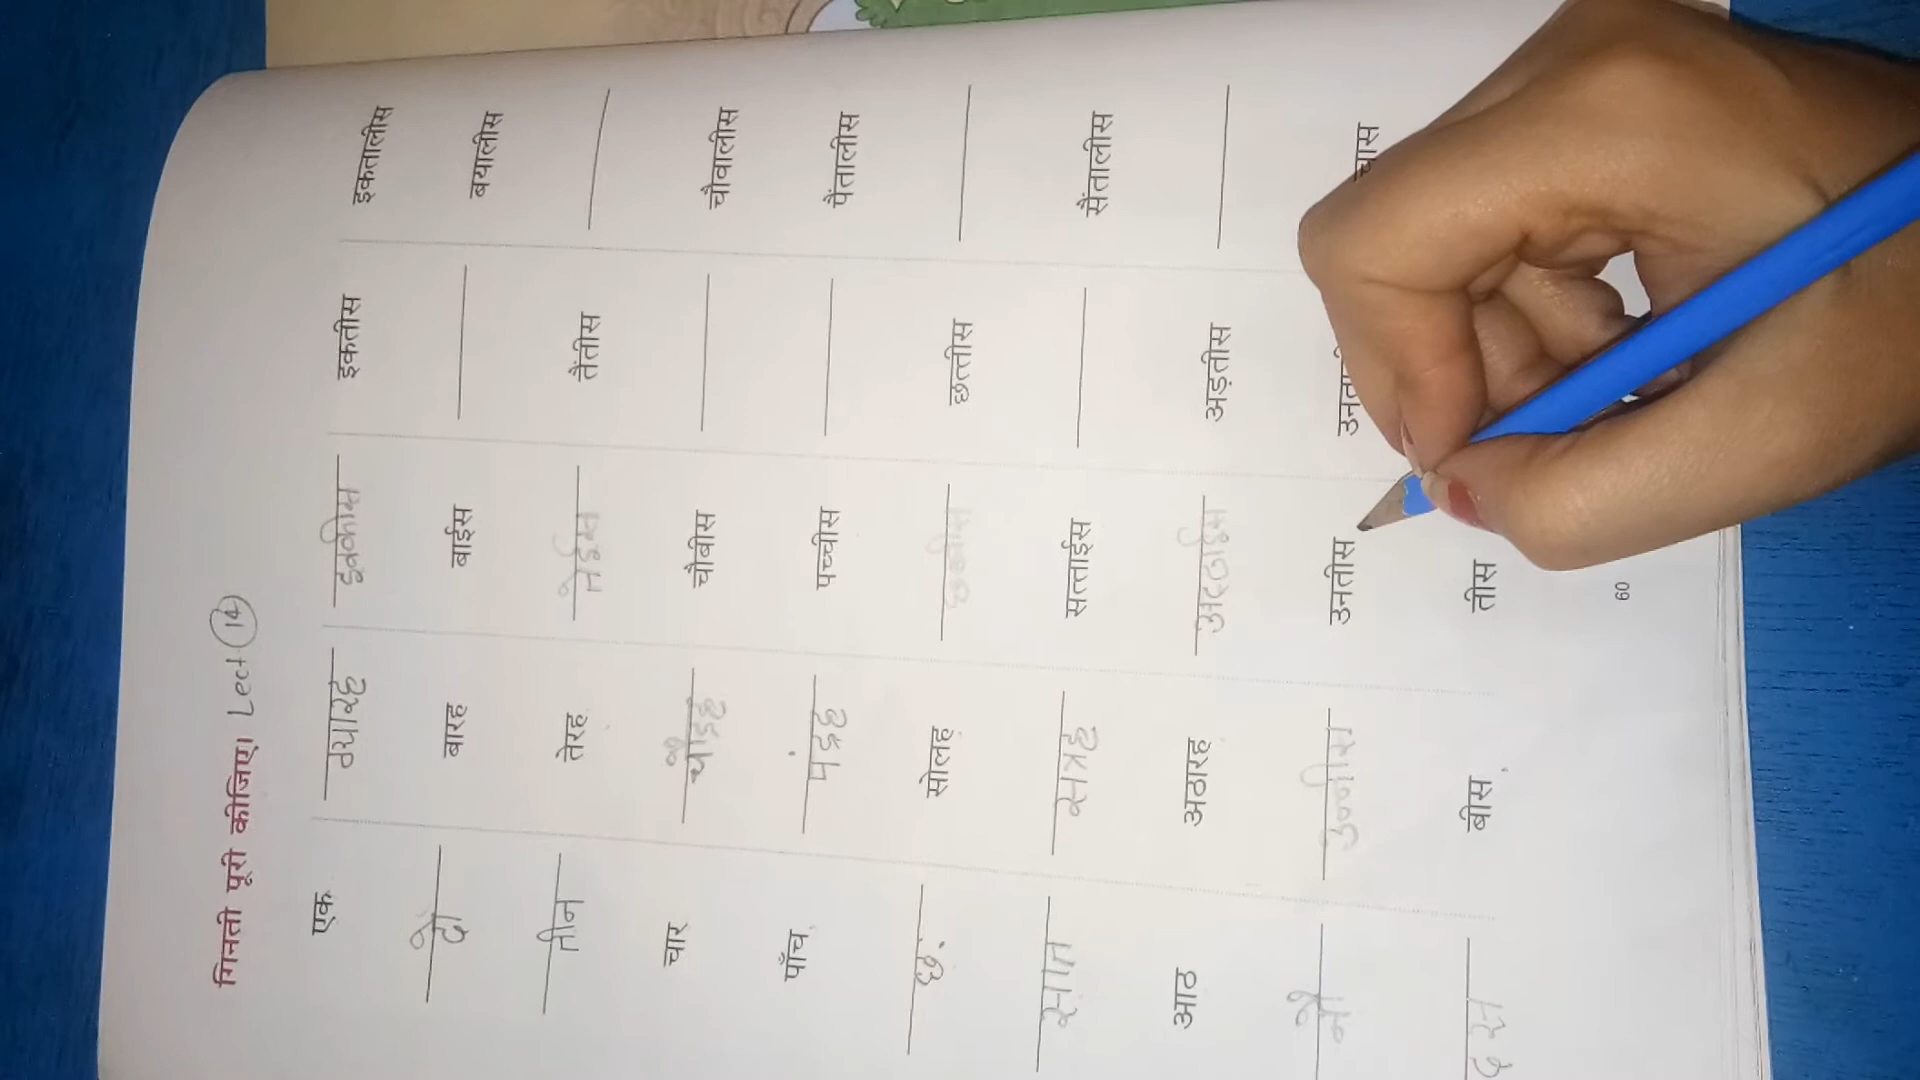 गिनती पूरी कीजिए। Lect 14
एक ग्यारह इक्कीस इकतीस इकतालीस
दो बारह बाईस बयालीस
तीन तेरह तेईस तैंतीस
चार चौदह चौबीस चौवालीस
पाँच पंद्रह पच्चीस पैंतालीस
छ: सोलह छब्बीस छत्तीस
सात सत्रह सत्ताईस सैंतालीस
आठ अठारह अट्ठाईस अड़तीस
नौ उन्नीस उनतीस
दस बीस तीस
60